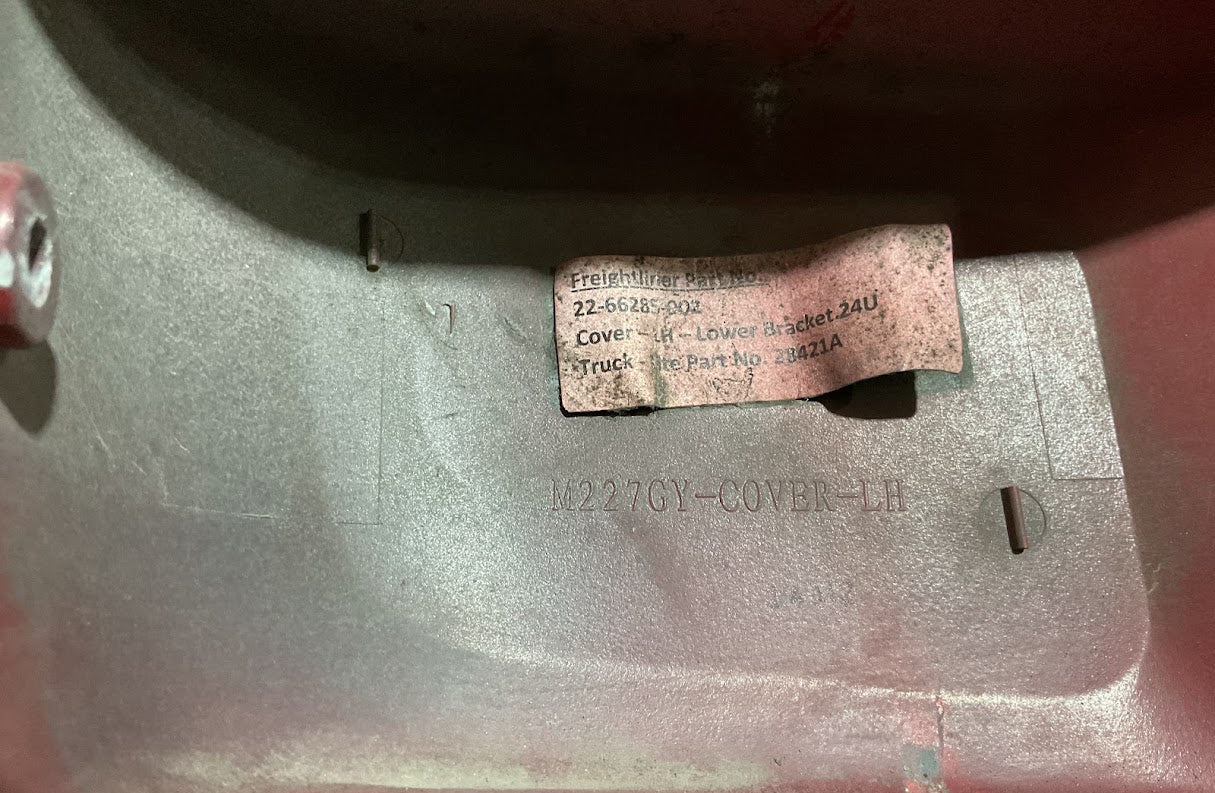 Freightliner Part No.
22-66285-002
Cover – LH – Lower Bracket 24U
Truck - Lite Part No. 28421A
M227GY-COVER-LH